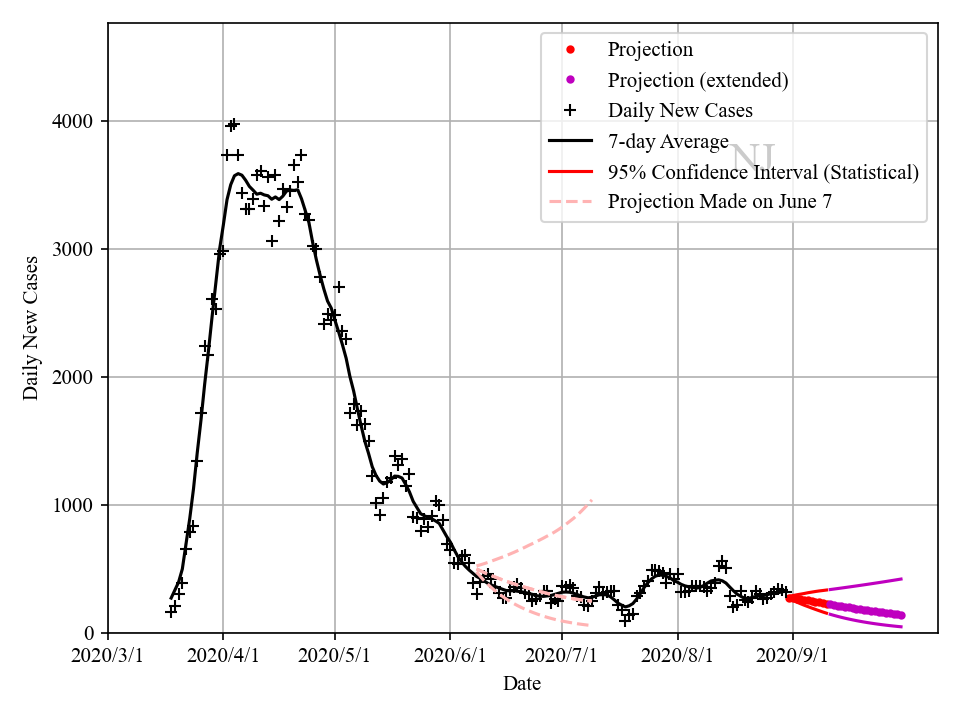 Projection
Projection (extended)
Daily New Cases
7-day Average
NJ
95% Confidence Interval (Statistical)
Projection Made on June 7
4000
3000
2000
1000
0
Daily New Cases
2020/3/1 2020/4/1 2020/5/1 2020/6/1 2020/7/1 2020/8/1 2020/9/1
Date